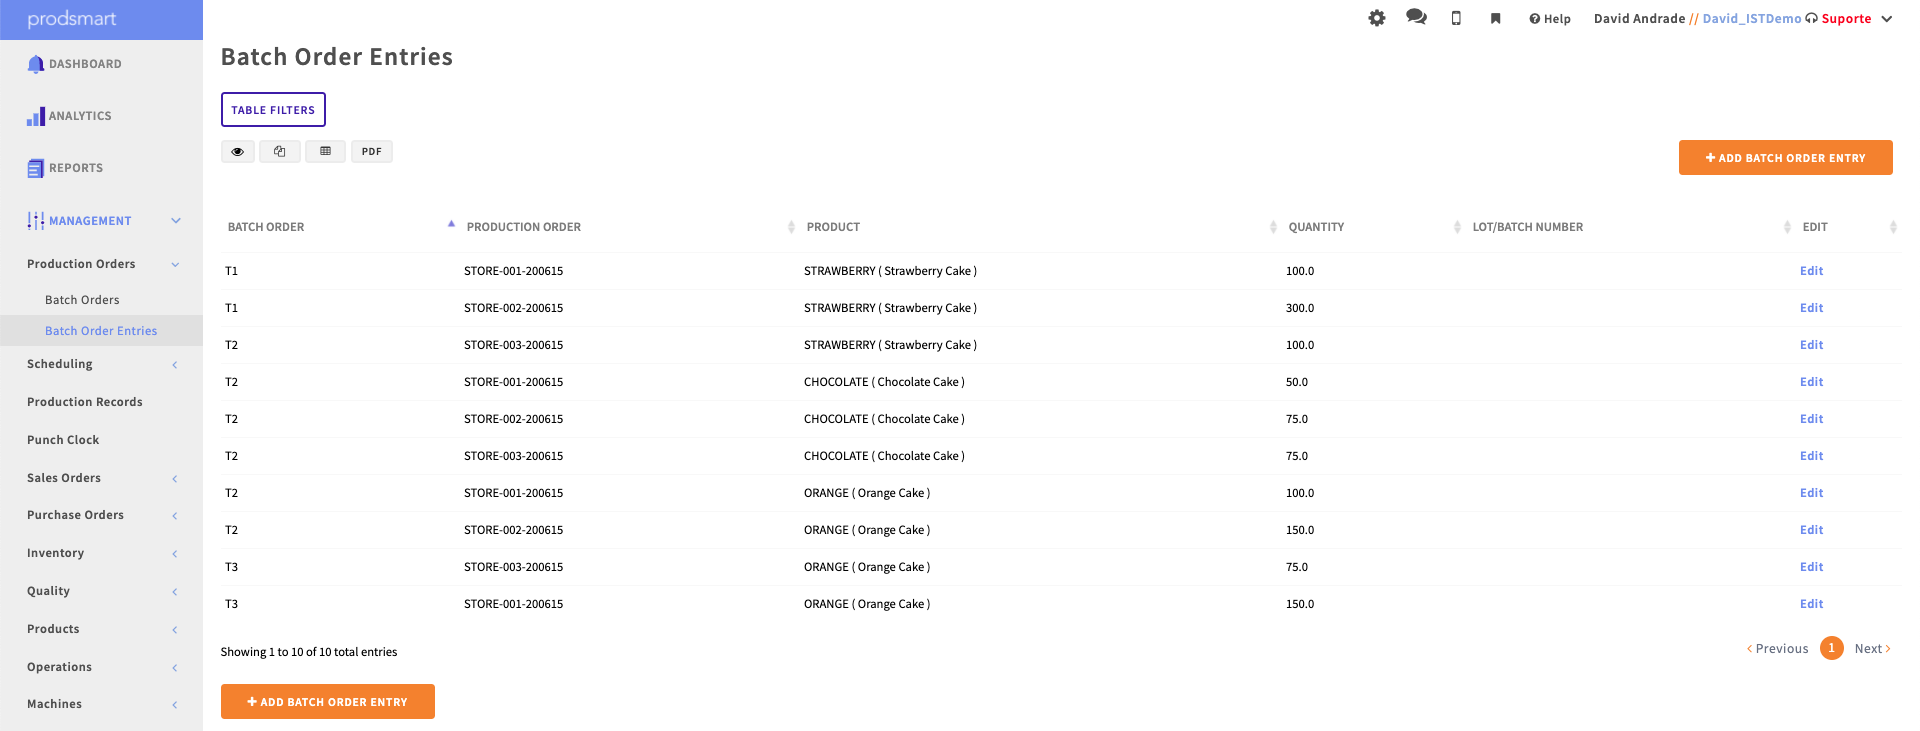 prodsmart
Help David Andrade // David_ISTDemo Suporte
DASHBOARD
ANALYTICS
REPORTS
MANAGEMENT
Production Orders
Batch Orders
Batch Order Entries
Scheduling
Production Records
Punch Clock
Sales Orders
Purchase Orders
Inventory
Quality
Products
Operations
Machines
Batch Order Entries
TABLE FILTERS
PDF
+ ADD BATCH ORDER ENTRY
BATCH ORDER PRODUCTION ORDER PRODUCT QUANTITY LOT/BATCH NUMBER EDIT
T1 STORE-001-200615 STRAWBERRY ( Strawberry Cake ) 100.0 Edit
T1 STORE-002-200615 STRAWBERRY ( Strawberry Cake ) 300.0 Edit
T2 STORE-003-200615 STRAWBERRY ( Strawberry Cake ) 100.0 Edit
T2 STORE-001-200615 CHOCOLATE ( Chocolate Cake ) 50.0 Edit
T2 STORE-002-200615 CHOCOLATE ( Chocolate Cake ) 75.0 Edit
T2 STORE-003-200615 CHOCOLATE ( Chocolate Cake ) 75.0 Edit
T2 STORE-001-200615 ORANGE ( Orange Cake ) 100.0 Edit
T2 STORE-002-200615 ORANGE ( Orange Cake ) 150.0 Edit
T3 STORE-003-200615 ORANGE ( Orange Cake ) 75.0 Edit
T3 STORE-001-200615 ORANGE ( Orange Cake ) 150.0 Edit
Showing 1 to 10 of 10 total entries
‹ Previous 1 Next ›
+ ADD BATCH ORDER ENTRY